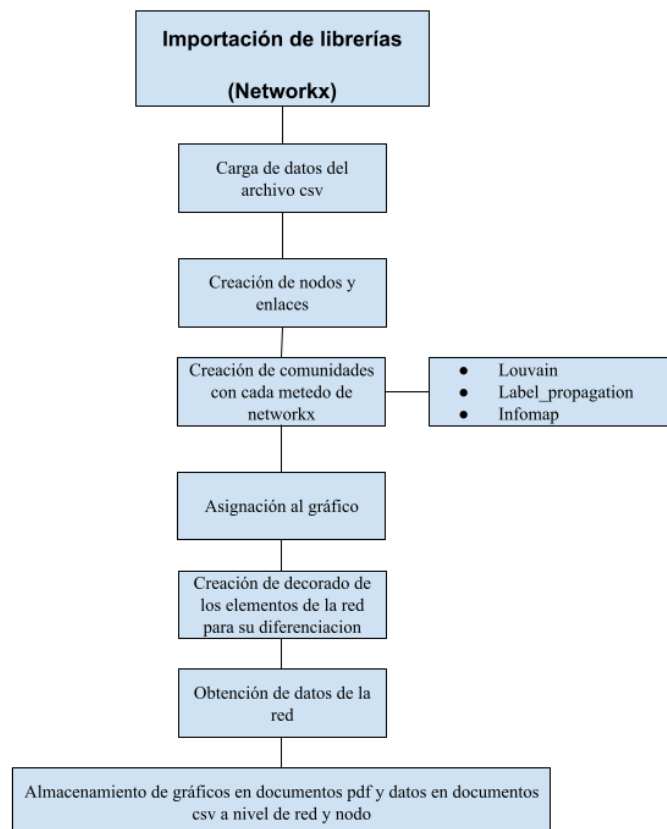 Importación de librerías
(Networkx)
Carga de datos del
archivo csv
Creación de nodos y
enlaces
Creación de comunidades
con cada metedo de
networkx
● Louvain
● Label_propagation
● Infomap
Asignación al gráfico
Creación de decorado de
los elementos de la red
para su diferenciacion
Obtención de datos de la
red
Almacenamiento de gráficos en documentos pdf y datos en documentos
csv a nivel de red y nodo